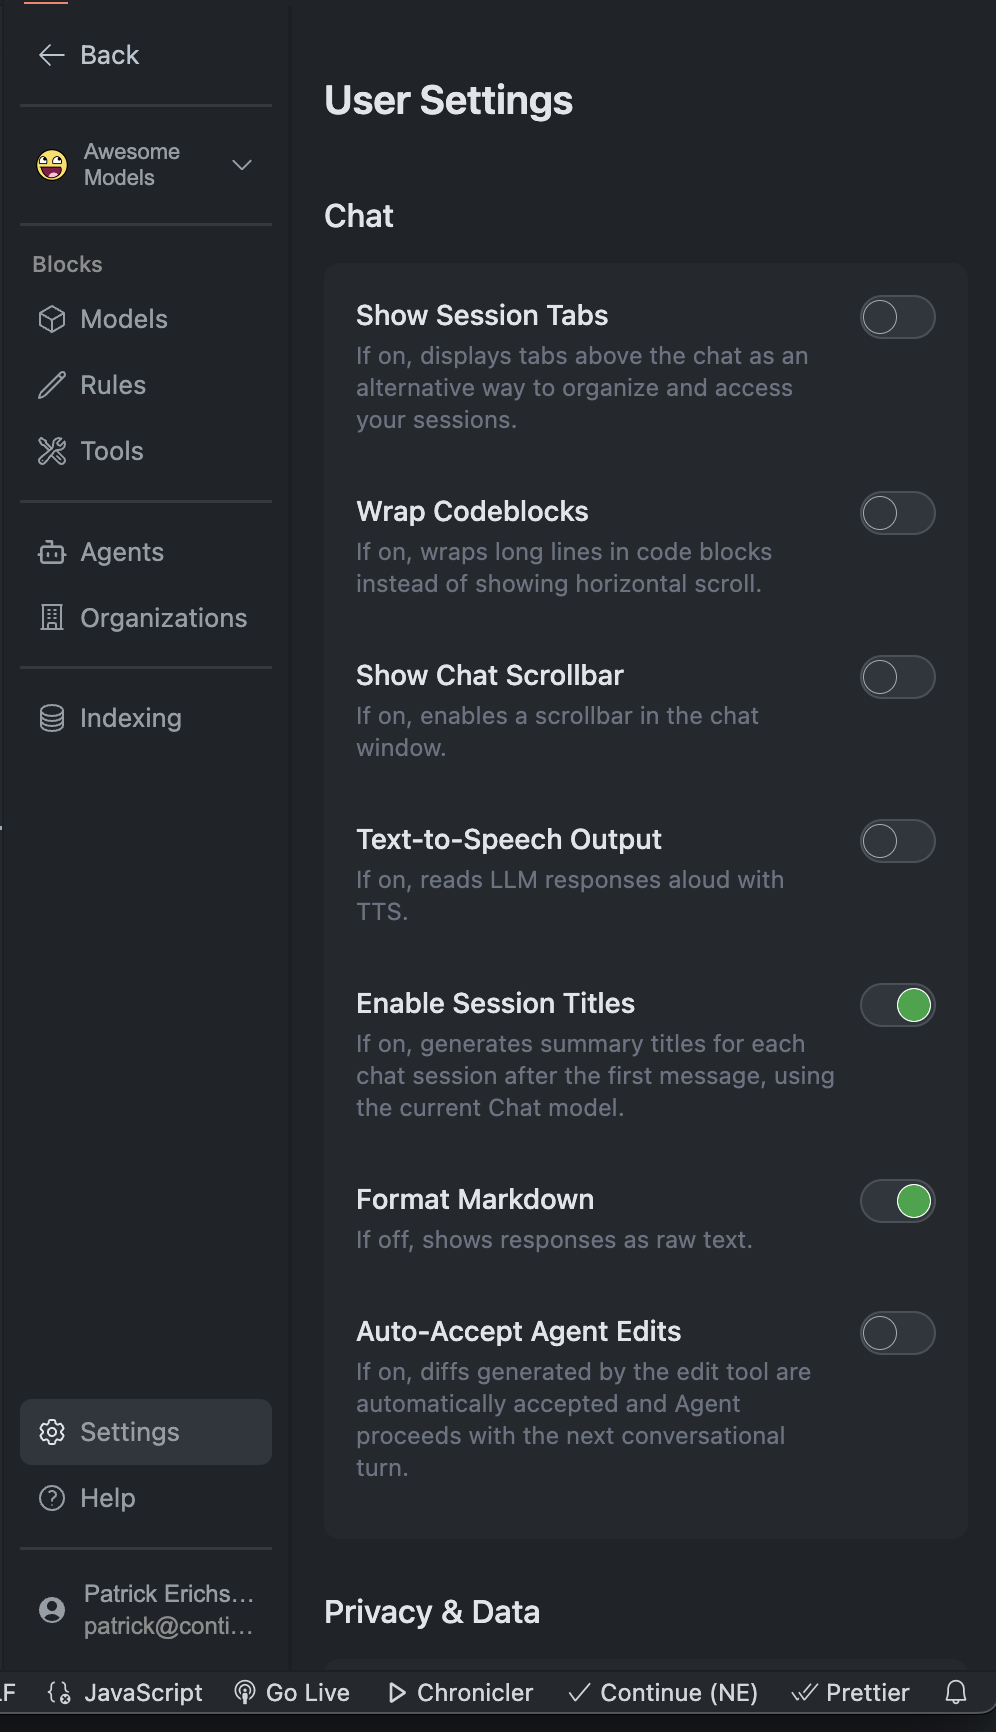 Back
Awesome
Models
Blocks
Models
Rules
Tools
Agents
Organizations
Indexing
Settings
Help
Patrick Erichs...
patrick@conti...
User Settings
Chat
Show Session Tabs
If on, displays tabs above the chat as an
alternative way to organize and access
your sessions.
Wrap Codeblocks
If on, wraps long lines in code blocks
instead of showing horizontal scroll.
Show Chat Scrollbar
If on, enables a scrollbar in the chat
window.
Text-to-Speech Output
If on, reads LLM responses aloud with
TTS.
Enable Session Titles
If on, generates summary titles for each
chat session after the first message, using
the current Chat model.
Format Markdown
If off, shows responses as raw text.
Auto-Accept Agent Edits
If on, diffs generated by the edit tool are
automatically accepted and Agent
proceeds with the next conversational
turn.
Privacy & Data
F JavaScript Go Live Chronicler Continue (NE) Prettier